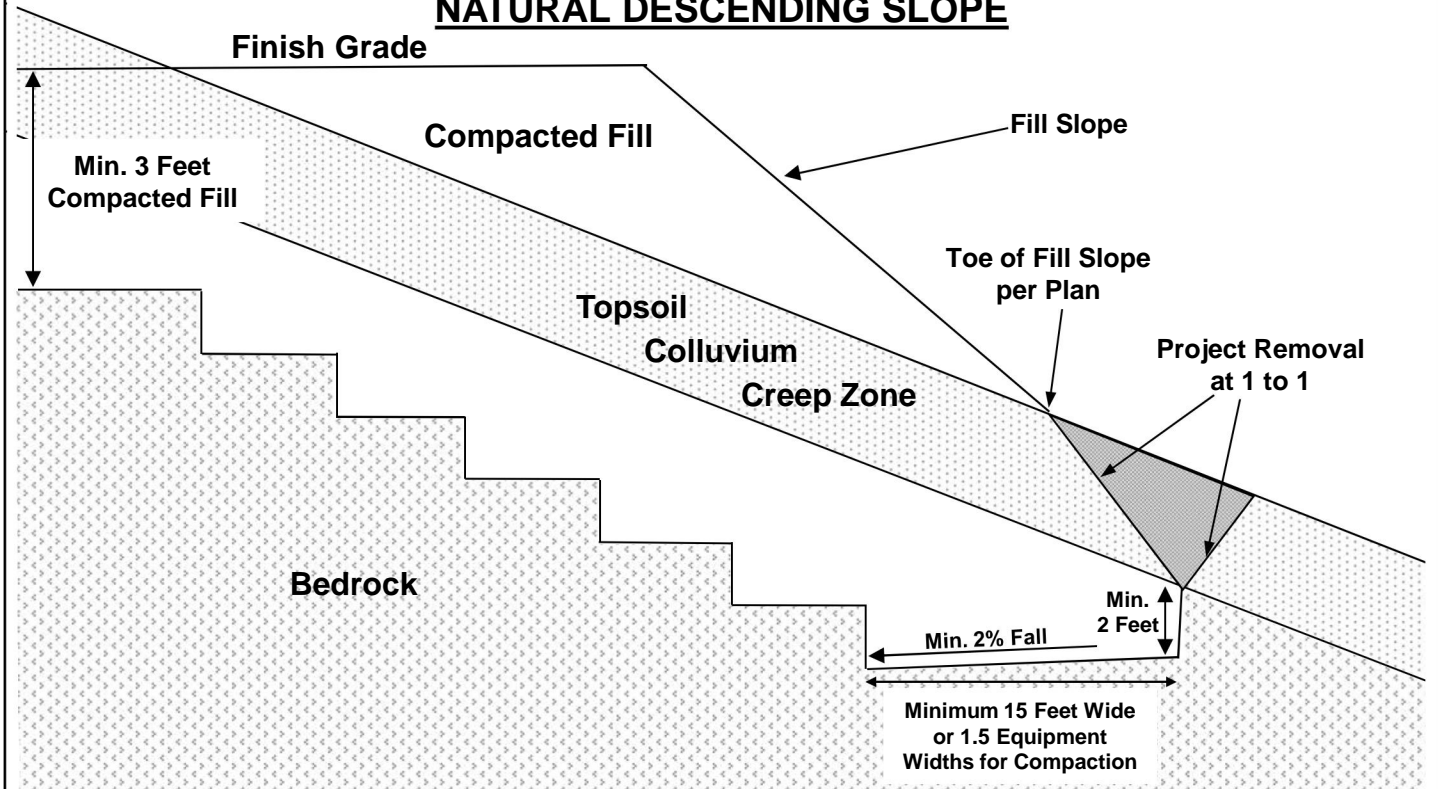 NATURAL DESCENDING SLOPE
Finish Grade
Compacted Fill
Fill Slope
Min. 3 Feet
Compacted Fill
Toe of Fill Slope
per Plan
Topsoil
Colluvium
Creep Zone
Project Removal
at 1 to 1
Bedrock
Min.
2 Feet
Min. 2% Fall
Minimum 15 Feet Wide
or 1.5 Equipment
Widths for Compaction